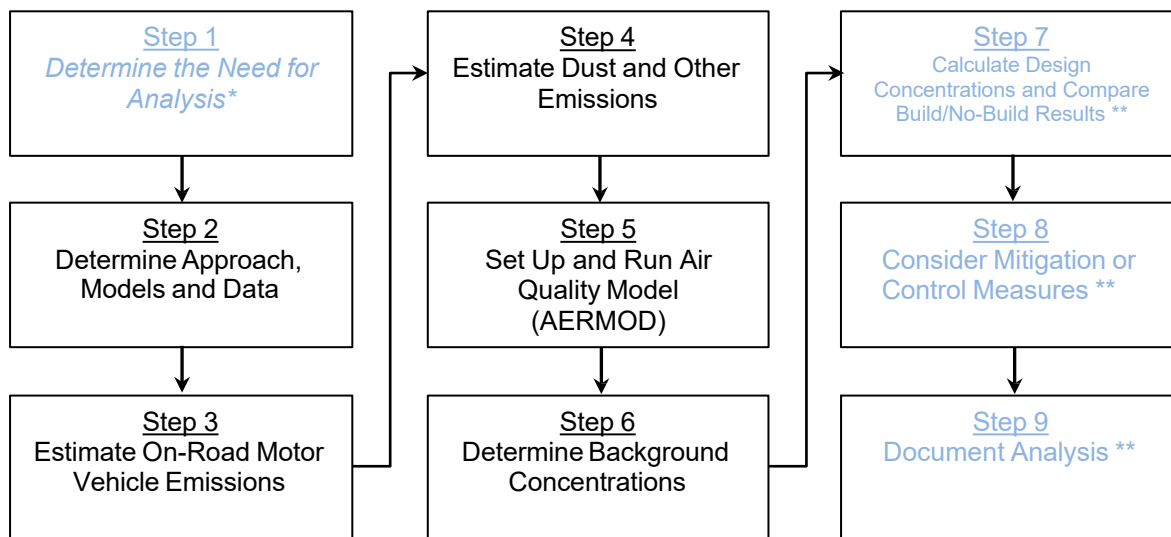 Step 1
Determine the Need for
Analysis*
Step 2
Determine Approach,
Models and Data
Step 3
Estimate On-Road Motor
Vehicle Emissions
Step 4
Estimate Dust and Other
Emissions
Step 5
Set Up and Run Air
Quality Model
(AERMOD)
Step 6
Determine Background
Concentrations
Step 7
Calculate Design
Concentrations and Compare
Build/No-Build Results **
Step 8
Consider Mitigation or
Control Measures **
Step 9
Document Analysis **